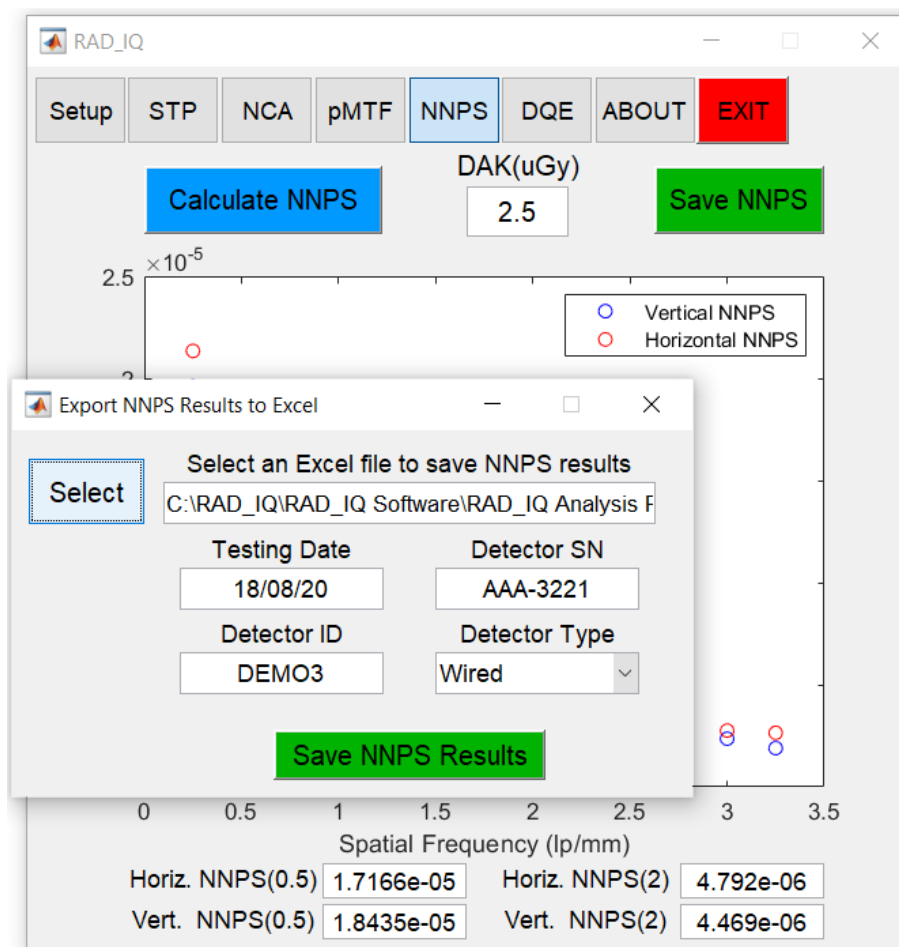 RAD_IQ
Setup STP NCA pMTF NNPS DQE ABOUT EXIT
DAK(uGy)
Calculate NNPS 2.5 Save NNPS
×10-5
2.5
Vertical NNPS
Horizontal NNPS
Export NNPS Results to Excel
Select an Excel file to save NNPS results
Select C:\RAD_IQ\RAD_IQ Software\RAD_IQ Analysis
Testing Date Detector SN
18/08/20 AAA-3221
Detector ID Detector Type
DEMO3 Wired
Save NNPS Results
0 0.5 1 1.5 2 2.5 3 3.5
Spatial Frequency (lp/mm)
Horiz. NNPS(0.5) 1.7166e-05 Horiz. NNPS(2) 4.792e-06
Vert. NNPS(0.5) 1.8435e-05 Vert. NNPS(2) 4.469e-06